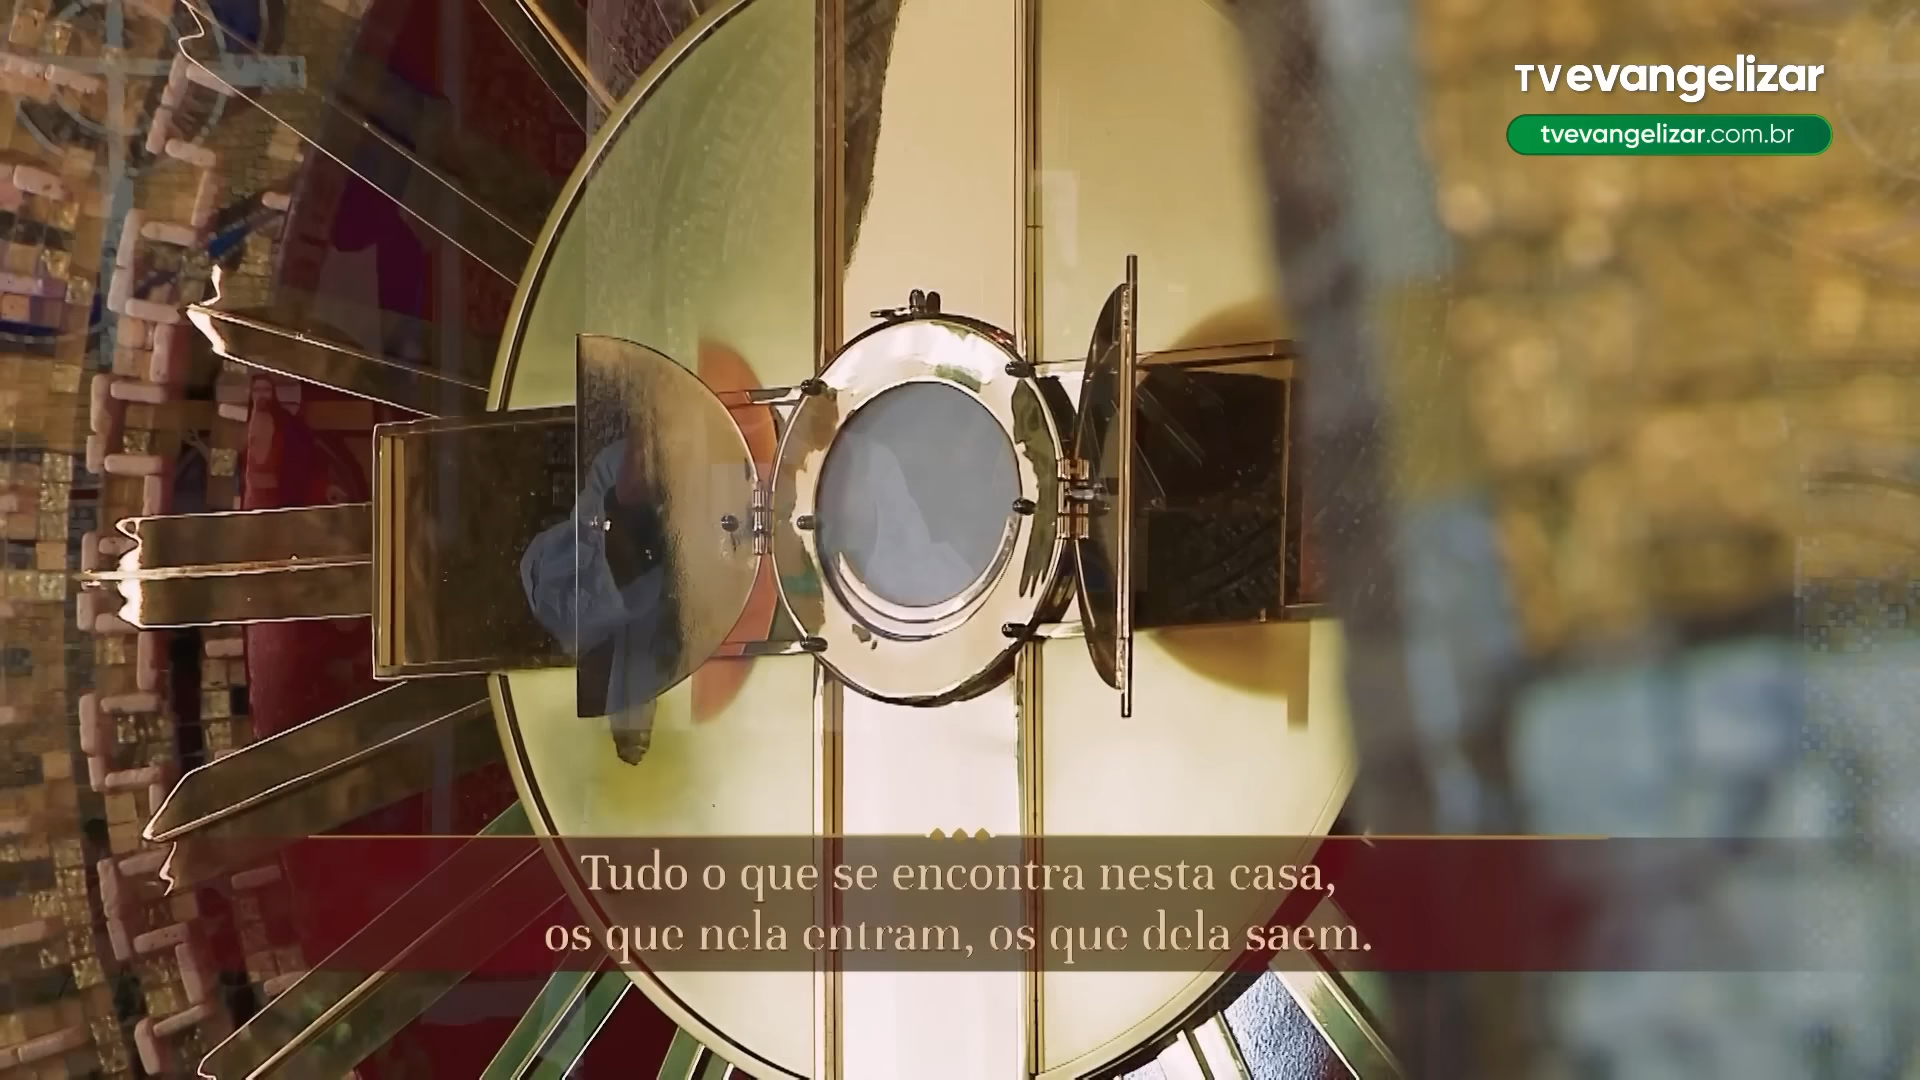 TVevangelizar
tvevangelizar.com.br
Tudo o que se encontra nesta casa,
os que nela entram, os que dela saem.